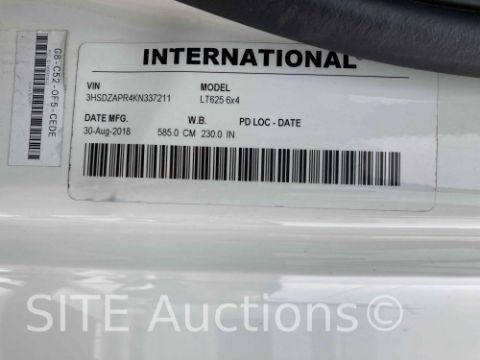 INTERNATIONAL
VIN MODEL
3HSDZAPR4KN337211 LT625 6x4
DATE MFG. W.B. PD LOC - DATE
30-Aug-2018 585.0 CM 230.0 IN
G8-C52-OF5-CEDE
SITE Auctions©